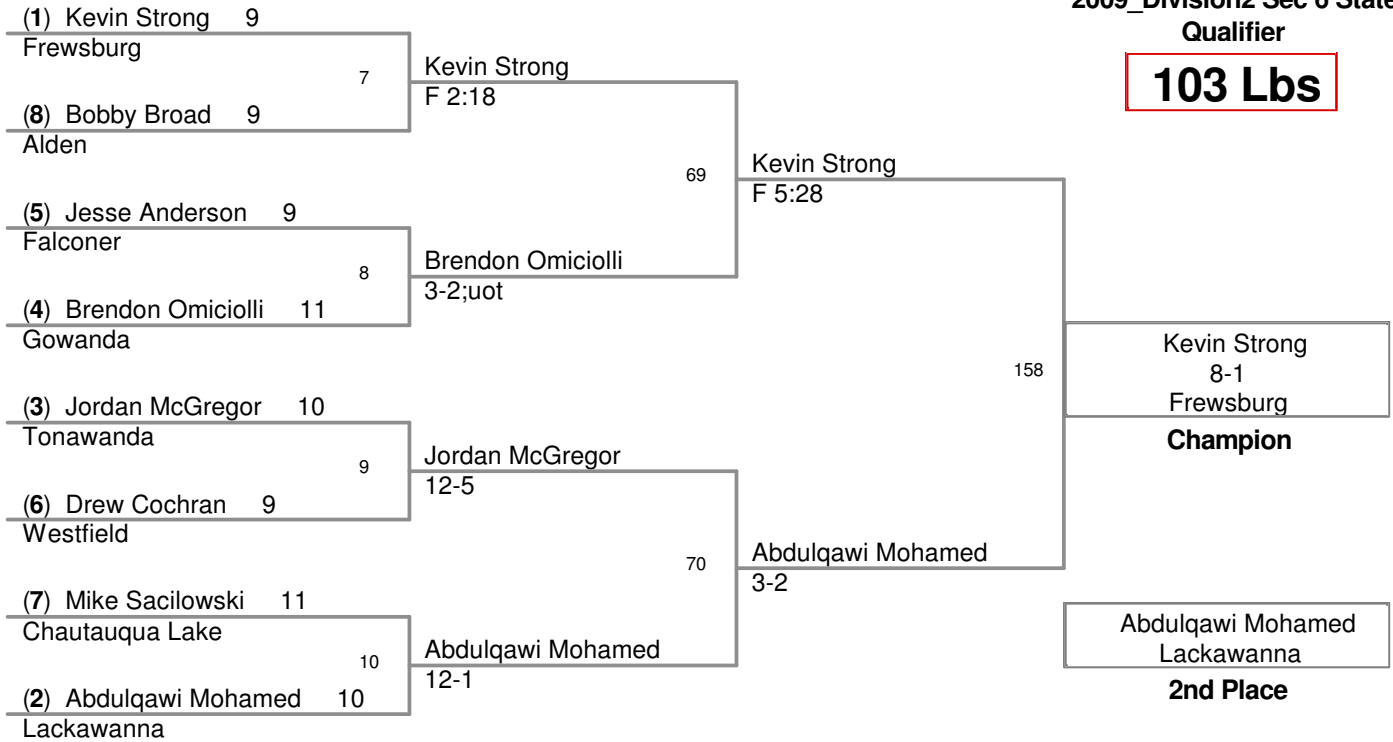 2009_Division2 Sec 6 State
Qualifier
103 Lbs
(1) Kevin Strong 9
Frewsburg
7
(8) Bobby Broad 9
Alden
Kevin Strong
F 2:18
(5) Jesse Anderson 9
Falconer
8
(4) Brendon Omiciolli 11
Gowanda
Brendon Omiciolli
3-2;uot
69
Kevin Strong
F 5:28
(3) Jordan McGregor 10
Tonawanda
9
(6) Drew Cochran 9
Westfield
Jordan McGregor
12-5
(7) Mike Sacilowski 11
Chautauqua Lake
10
(2) Abdulqawi Mohamed 10
Lackawanna
Abdulqawi Mohamed
12-1
70
Abdulqawi Mohamed
3-2
158
Kevin Strong
8-1
Frewsburg
Champion
Abdulqawi Mohamed
Lackawanna
2nd Place